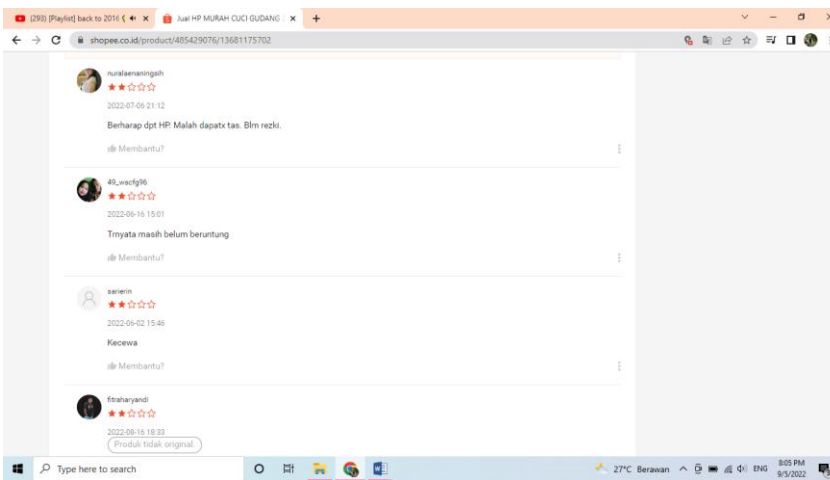 (293) [Playlist] back to 2016
Jual HP MURAH CUCI GUDANG
shopee.co.id/product/485429076/13681175702
nuralaenaningsih
2022-07-06 21:12
Berharap dpt HP. Malah dapatx tas. Blm rezki.
Membantu?
49_wacfg96
2022-06-16 15:01
Trnyata masih belum beruntung
Membantu?
sarierin
2022-06-02 15:46
Kecewa
Membantu?
fitraharyandi
2022-08-16 18:33
Produk tidak original.
Type here to search
27°C Berawan
ENG
8:05 PM
9/5/2022